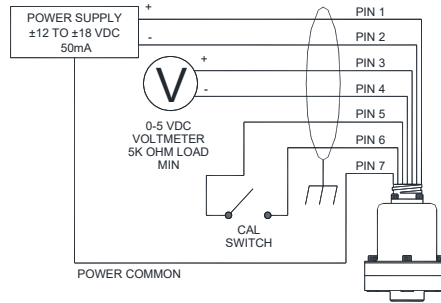 POWER SUPPLY
±12 TO ±18 VDC
50mA
+
-
PIN 1
PIN 2
+
-
PIN 3
PIN 4
V
0-5 VDC
VOLTMETER
5K OHM LOAD
MIN
PIN 5
PIN 6
PIN 7
CAL
SWITCH
POWER COMMON